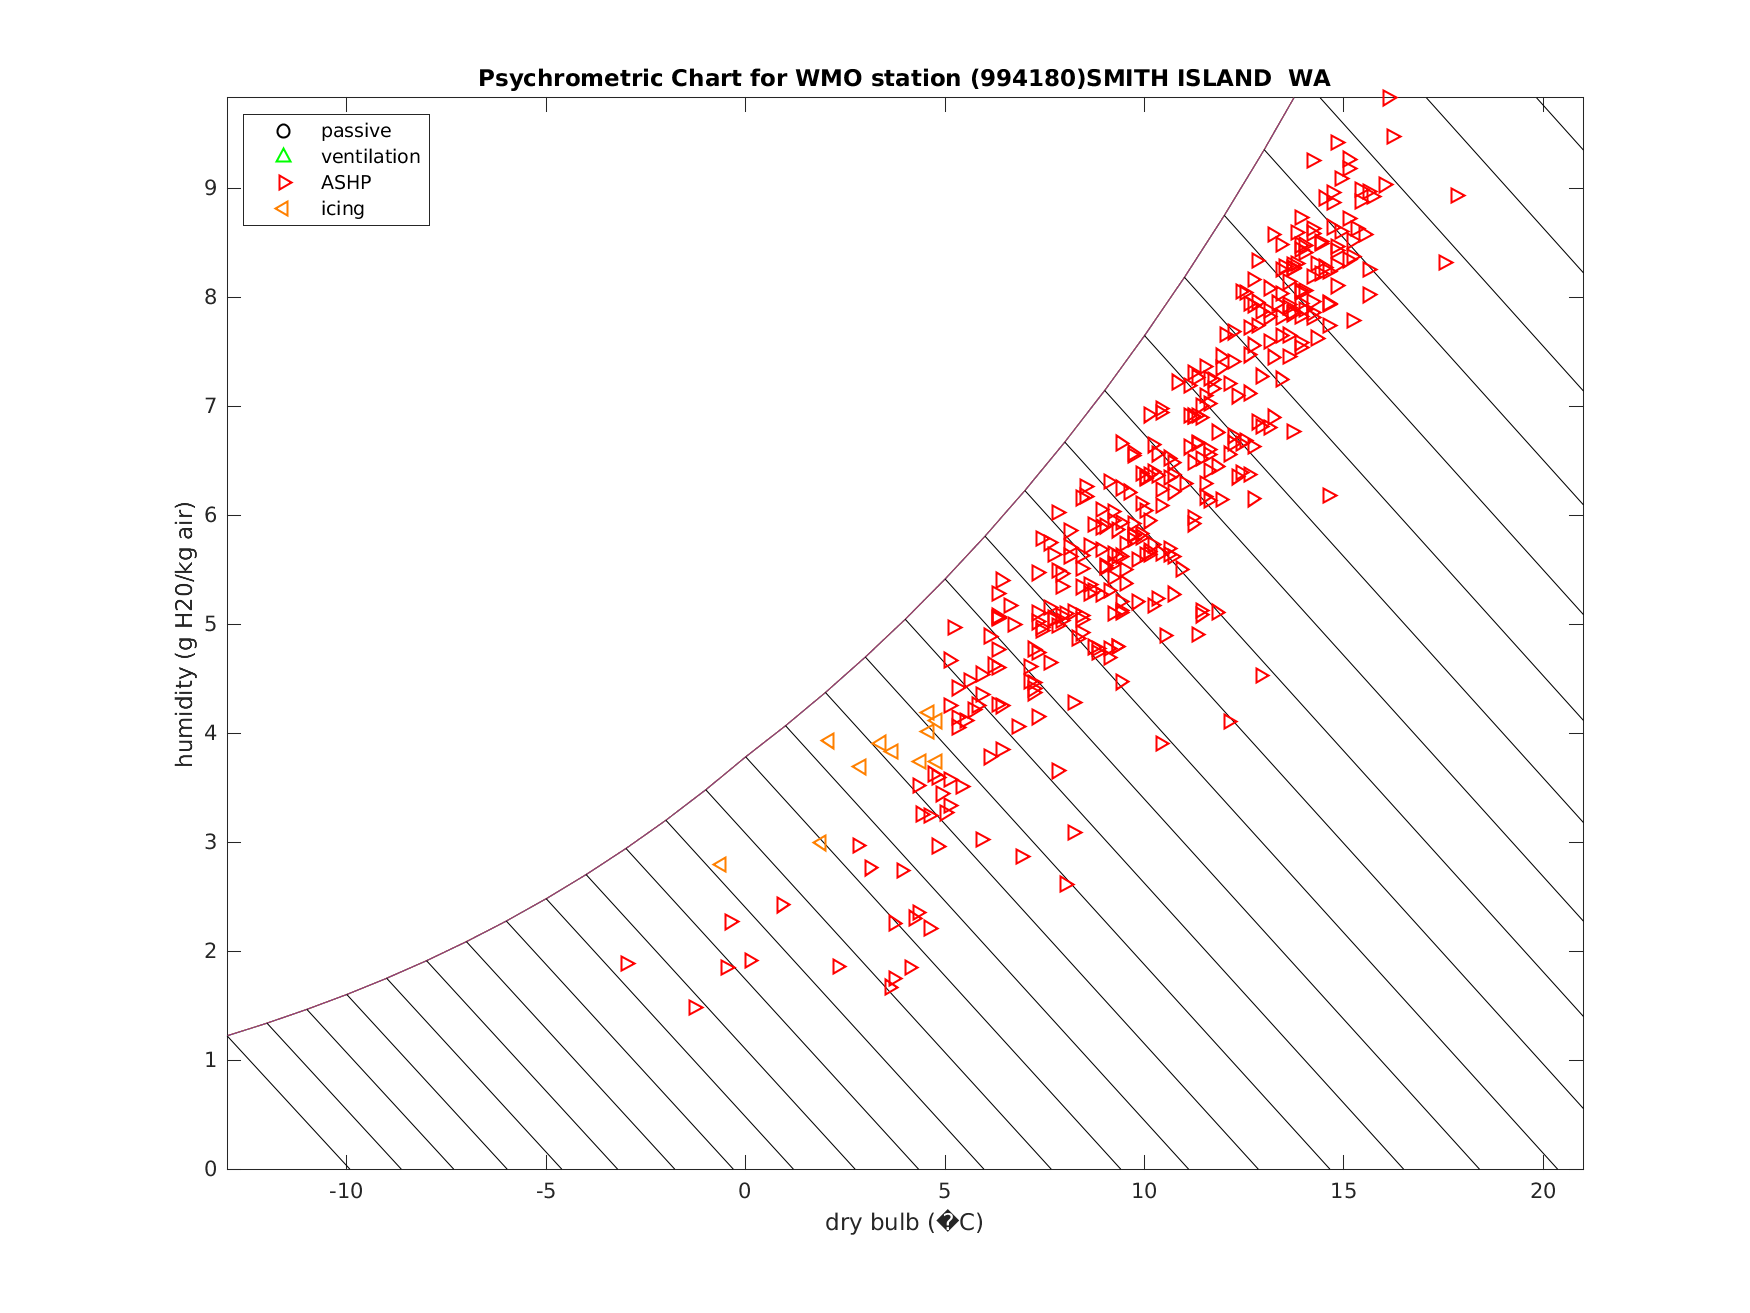 Psychrometric Chart for WMO station (994180)SMITH ISLAND  WA
passive
ventilation
ASHP
icing
9
8
7
6
5
4
3
2
1
0
humidity (g H20/kg air)
-10 -5 0 5 10 15 20
dry bulb (�C)